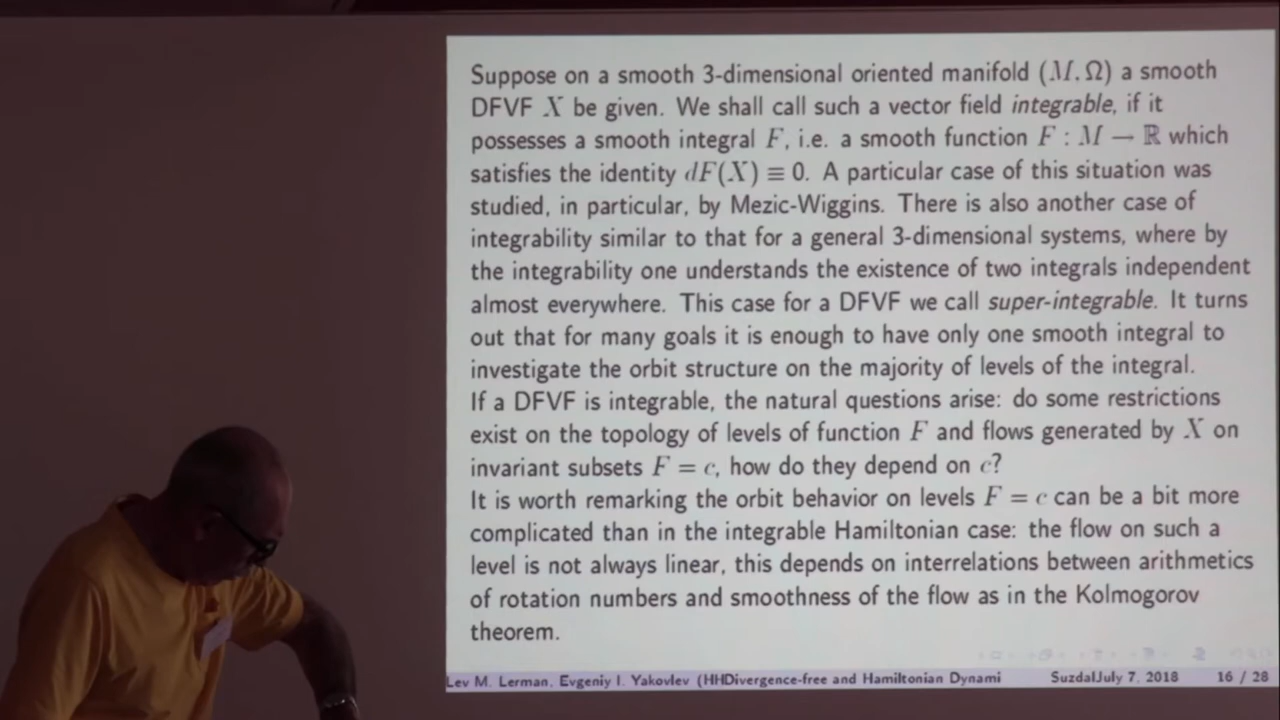 Suppose on a smooth 3-dimensional oriented manifold (M, Ω) a smooth
DFVF X be given. We shall call such a vector field integrable, if it
possesses a smooth integral F, i.e. a smooth function F : M → ℝ which
satisfies the identity dF(X) ≡ 0. A particular case of this situation was
studied, in particular, by Mezic-Wiggins. There is also another case of
integrability similar to that for a general 3-dimensional systems, where by
the integrability one understands the existence of two integrals independent
almost everywhere. This case for a DFVF we call super-integrable. It turns
out that for many goals it is enough to have only one smooth integral to
investigate the orbit structure on the majority of levels of the integral.
If a DFVF is integrable, the natural questions arise: do some restrictions
exist on the topology of levels of function F and flows generated by X on
invariant subsets F = c, how do they depend on c?
It is worth remarking the orbit behavior on levels F = c can be a bit more
complicated than in the integrable Hamiltonian case: the flow on such a
level is not always linear, this depends on interrelations between arithmetics
of rotation numbers and smoothness of the flow as in the Kolmogorov
theorem.
Lev M. Lerman, Evgeniy I. Yakovlev (HHDivergence-free and Hamiltonian Dynami SuzdalJuly 7, 2018 16 / 28